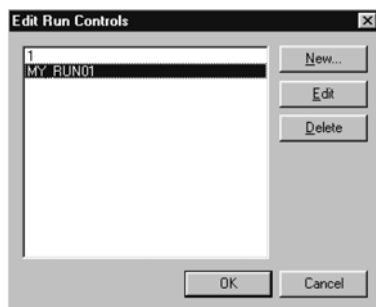 Edit Run Controls
1
MY_RUN01
New...
Edit
Delete
OK
Cancel